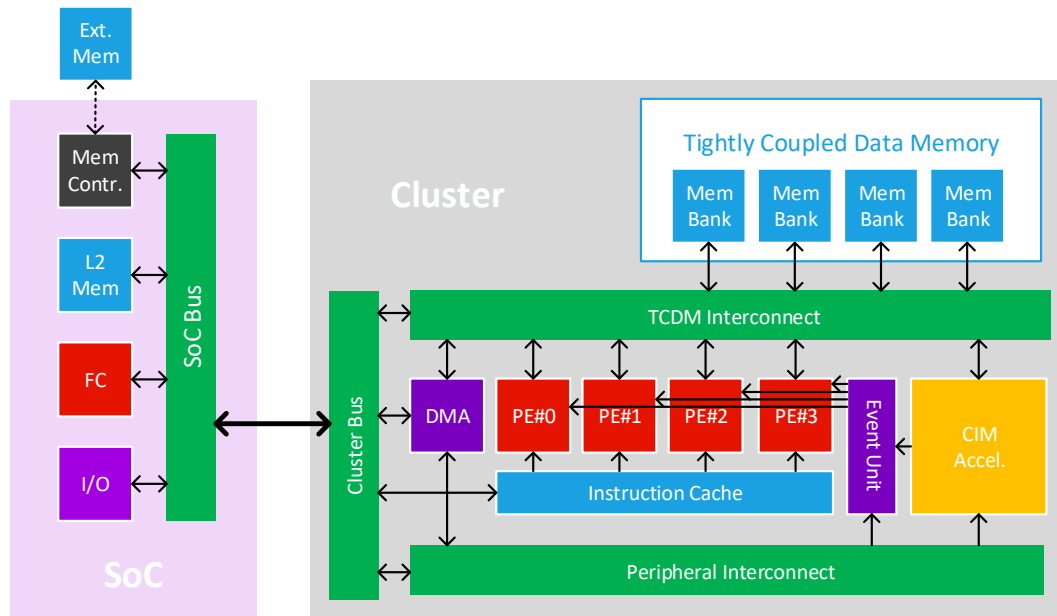 Ext.
Mem
Mem
Contr.
L2
Mem
FC
I/O
SoC Bus
SoC
Cluster
Tightly Coupled Data Memory
Mem
Bank
Mem
Bank
Mem
Bank
Mem
Bank
Cluster Bus
TCDM Interconnect
DMA
PE#0
PE#1
PE#2
PE#3
Event Unit
CIM
Accel.
Instruction Cache
Peripheral Interconnect